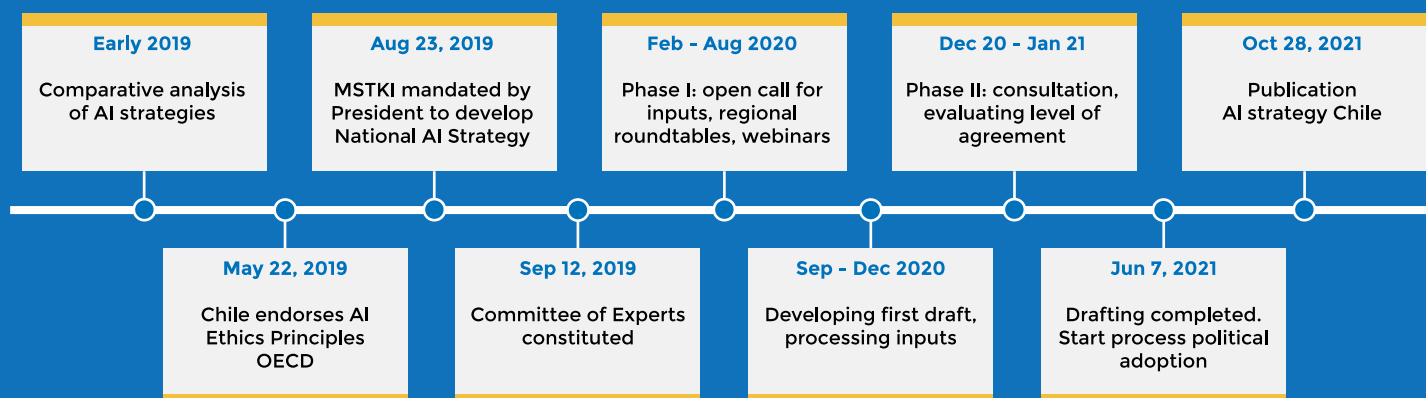 Early 2019
Comparative analysis
of AI strategies
May 22, 2019
Chile endorses AI
Ethics Principles
OECD
Aug 23, 2019
MSTKI mandated by
President to develop
National AI Strategy
Sep 12, 2019
Committee of Experts
constituted
Feb - Aug 2020
Phase I: open call for
inputs, regional
roundtables, webinars
Sep - Dec 2020
Developing first draft,
processing inputs
Dec 20 - Jan 21
Phase II: consultation,
evaluating level of
agreement
Jun 7, 2021
Drafting completed.
Start process political
adoption
Oct 28, 2021
Publication
AI strategy Chile